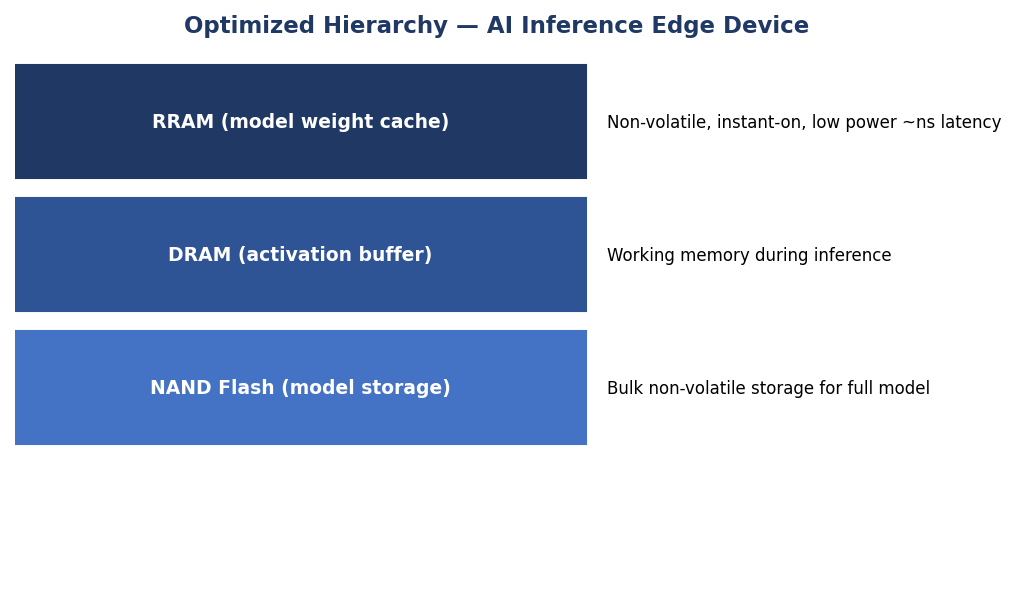 Optimized Hierarchy — AI Inference Edge Device
RRAM (model weight cache)
Non-volatile, instant-on, low power ~ns latency
DRAM (activation buffer)
Working memory during inference
NAND Flash (model storage)
Bulk non-volatile storage for full model